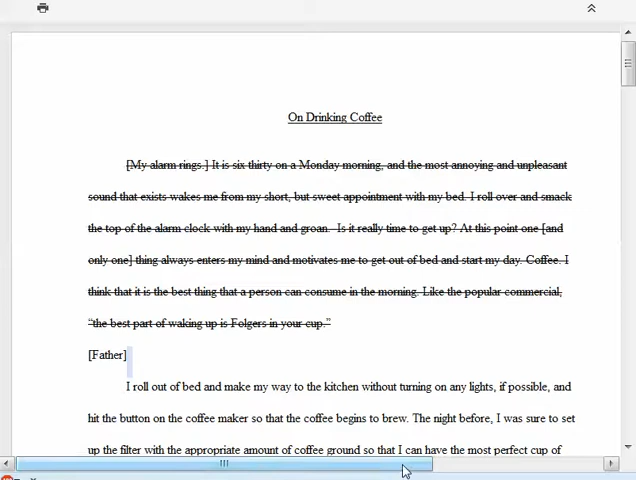 On Drinking Coffee
[My alarm rings.] It is six thirty on a Monday morning, and the most annoying and unpleasant
sound that exists wakes me from my short, but sweet appointment with my bed. I roll over and smack
the top of the alarm clock with my hand and groan. Is it really time to get up? At this point one [and
only one] thing always enters my mind and motivates me to get out of bed and start my day. Coffee. I
think that it is the best thing that a person can consume in the morning. Like the popular commercial,
“the best part of waking up is Folgers in your cup.”
[Father]
I roll out of bed and make my way to the kitchen without turning on any lights, if possible, and
hit the button on the coffee maker so that the coffee begins to brew. The night before, I was sure to set
up the filter with the appropriate amount of coffee ground so that I can have the most perfect cup of